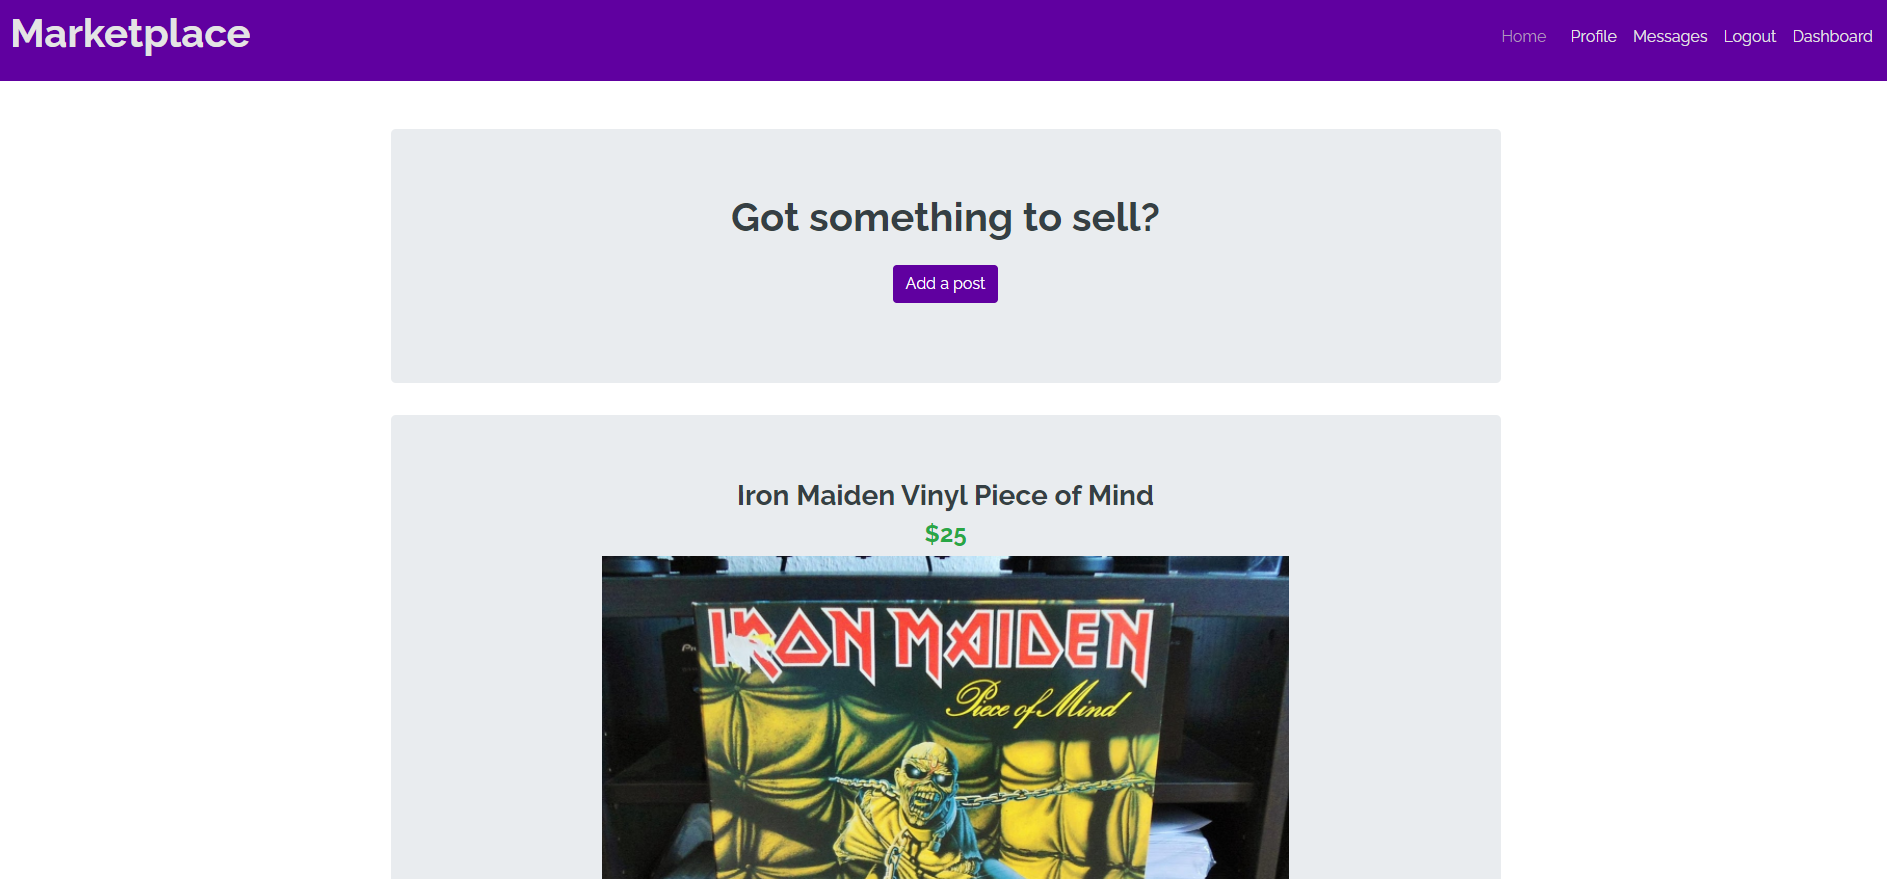 Marketplace
Home Profile Messages Logout Dashboard
Got something to sell?
Add a post
Iron Maiden Vinyl Piece of Mind
$25
IRON MAIDEN
Piece of Mind